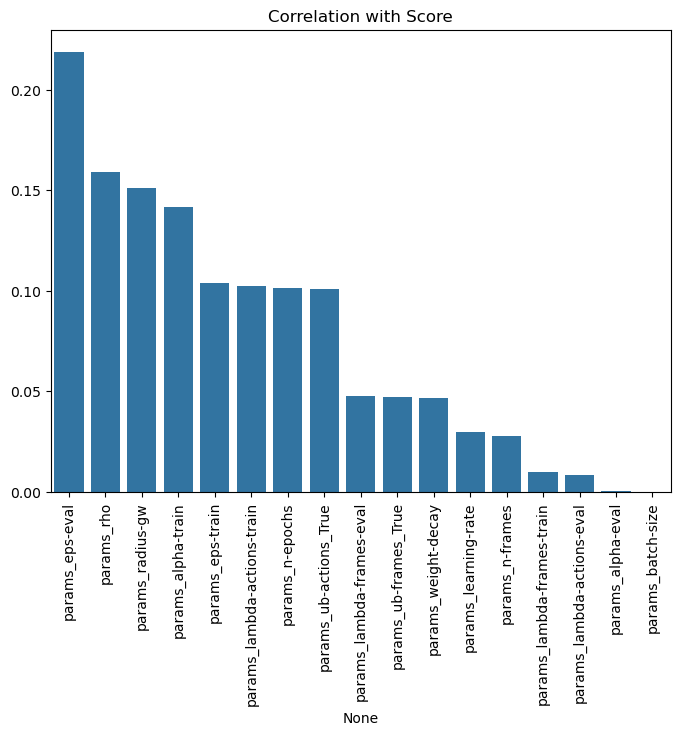 Correlation with Score
0.20
0.15
0.10
0.05
0.00
params_eps-eval
params_rho
params_radius-gw
params_alpha-train
params_eps-train
params_lambda-actions-train
params_n-epochs
params_ub-actions_True
params_lambda-frames-eval
params_ub-frames_True
params_weight-decay
params_learning-rate
params_n-frames
params_lambda-frames-train
params_lambda-actions-eval
params_alpha-eval
params_batch-size
None